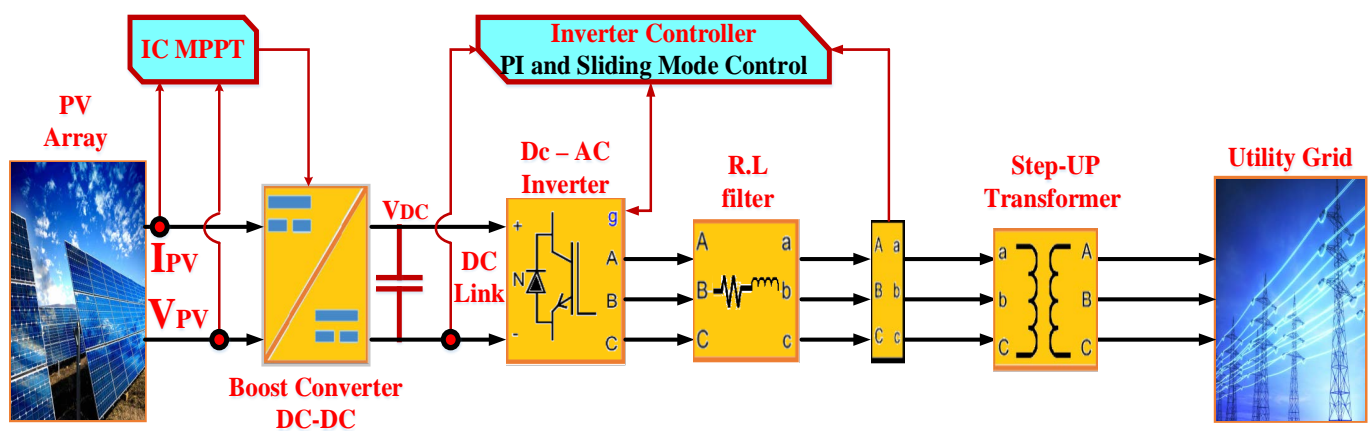 IC MPPT
Inverter Controller
PI and Sliding Mode Control
PV
Array
IPV
VPV
Boost Converter
DC-DC
VDC
DC
Link
Dc – AC
Inverter
+
N
-
g
A
B
C
R.L
filter
A
B
C
a
b
c
A a
B b
C c
Step-UP
Transformer
a
b
C
A
B
C
Utility Grid